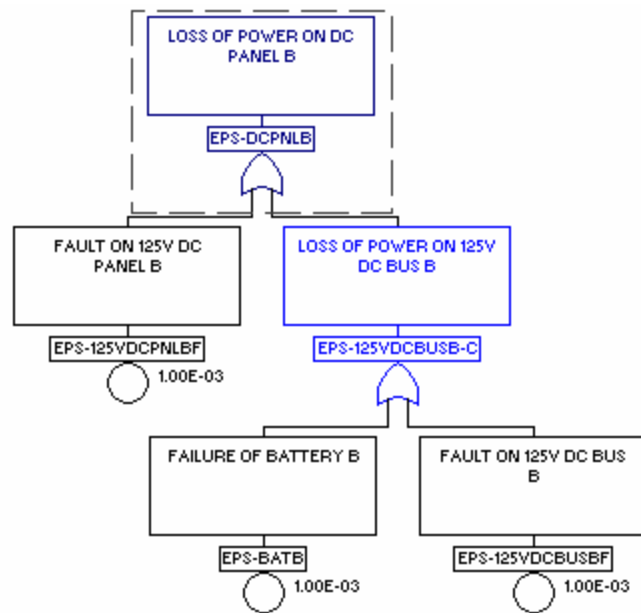 LOSS OF POWER ON DC
PANEL B
EPS-DCPNLB
FAULT ON 125V DC
PANEL B
EPS-125VDCPNLBF
1.00E-03
LOSS OF POWER ON 125V
DC BUS B
EPS-125VDCBUSB-C
FAILURE OF BATTERY B
EPS-BATB
1.00E-03
FAULT ON 125V DC BUS
B
EPS-125VDCBUSBF
1.00E-03